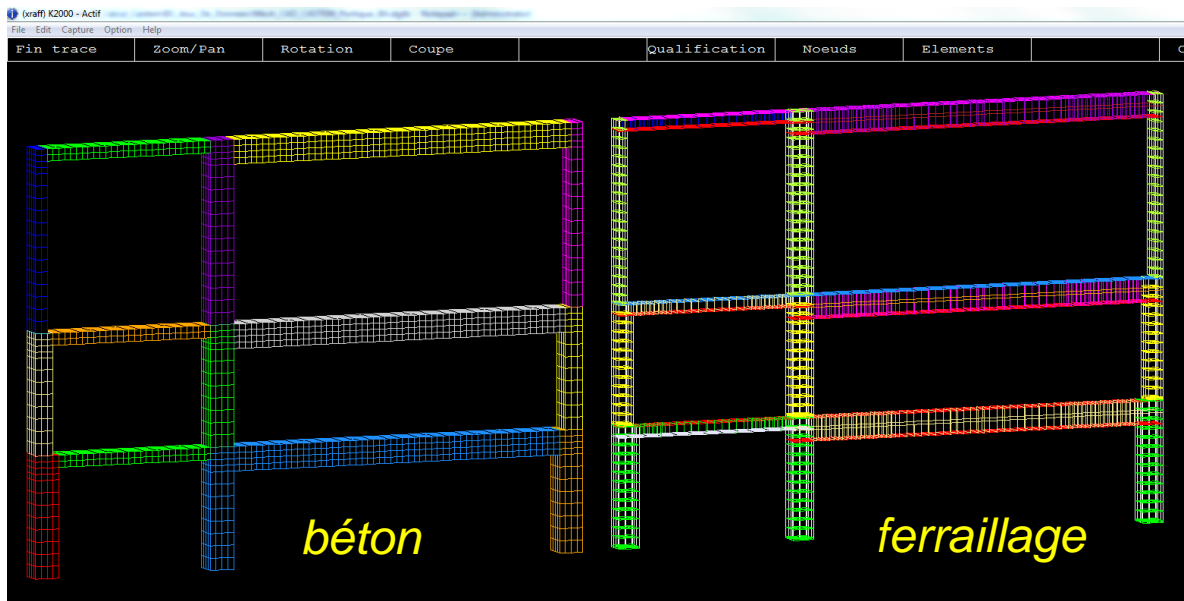 (xraff) K2000 - Actif
File Edit Capture Option Help
Fin trace Zoom/Pan Rotation Coupe Qualification Noeuds Elements
béton
ferraillage